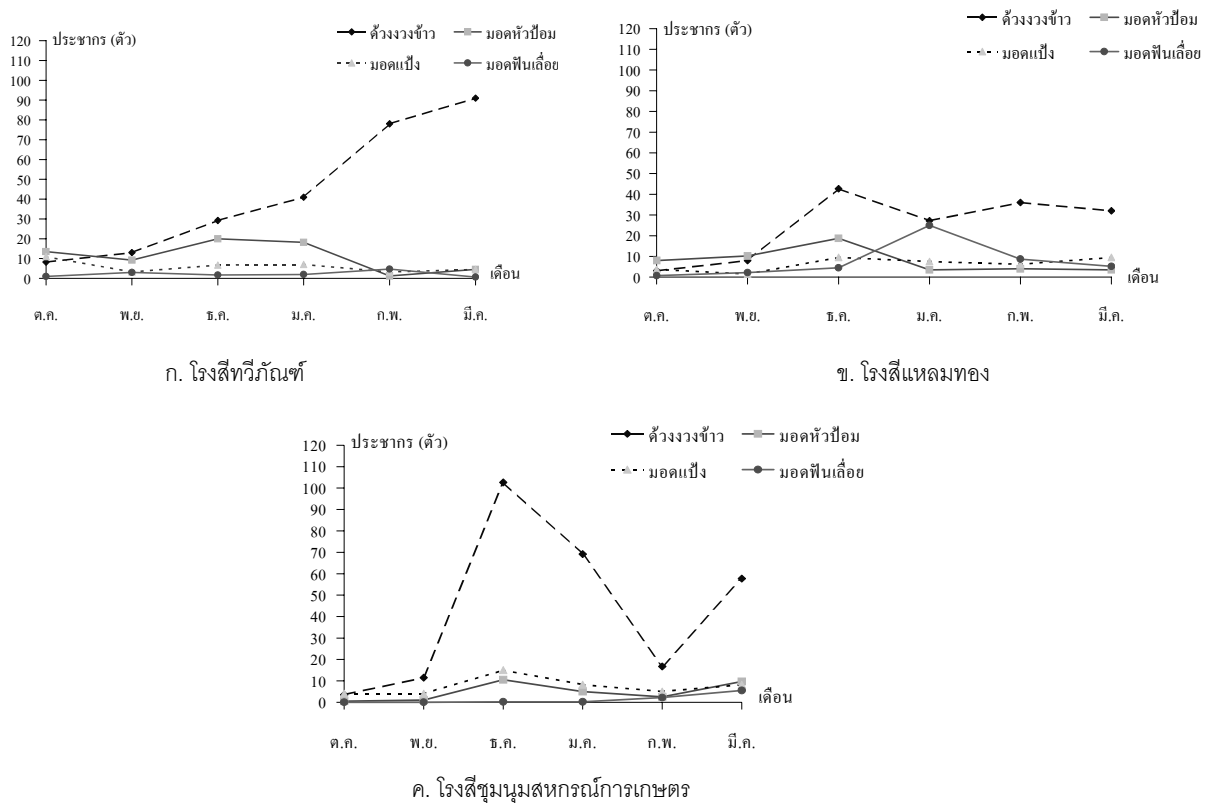 ประชากร (ตัว)
ด้วงงวงข้าว มอดหัวป้อม
มอดแป้ง มอดฟันเลื่อย
120
110
100
90
80
70
60
50
40
30
20
10
0
เดือน
ต.ค. พ.ย. ธ.ค. ม.ค. ก.พ. มี.ค.
ก. โรงสีทวีภัณฑ์
ประชากร (ตัว)
ด้วงงวงข้าว มอดหัวป้อม
มอดแป้ง มอดฟันเลื่อย
120
110
100
90
80
70
60
50
40
30
20
10
0
เดือน
ต.ค. พ.ย. ธ.ค. ม.ค. ก.พ. มี.ค.
ข. โรงสีแหลมทอง
ประชากร (ตัว)
ด้วงงวงข้าว มอดหัวป้อม
มอดแป้ง มอดฟันเลื่อย
120
110
100
90
80
70
60
50
40
30
20
10
0
เดือน
ต.ค. พ.ย. ธ.ค. ม.ค. ก.พ. มี.ค.
ค. โรงสีชุมนุมสหกรณ์การเกษตร